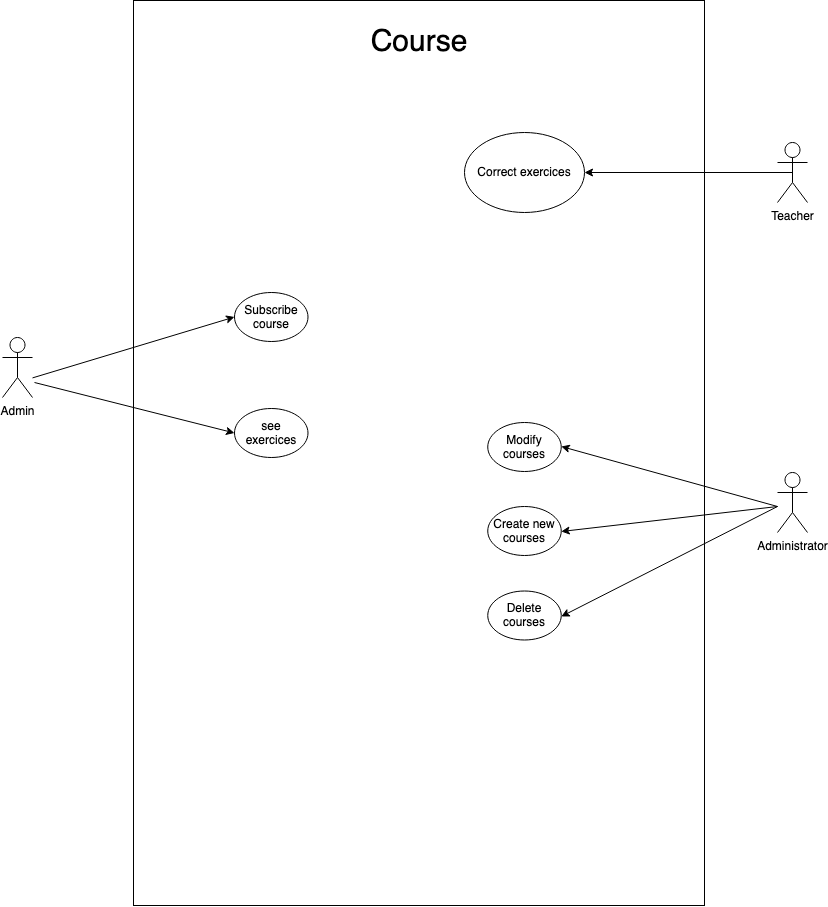 Course
Correct exercices
Teacher
Subscribe
course
Admin
see
exercices
Modify
courses
Create new
courses
Administrator
Delete
courses